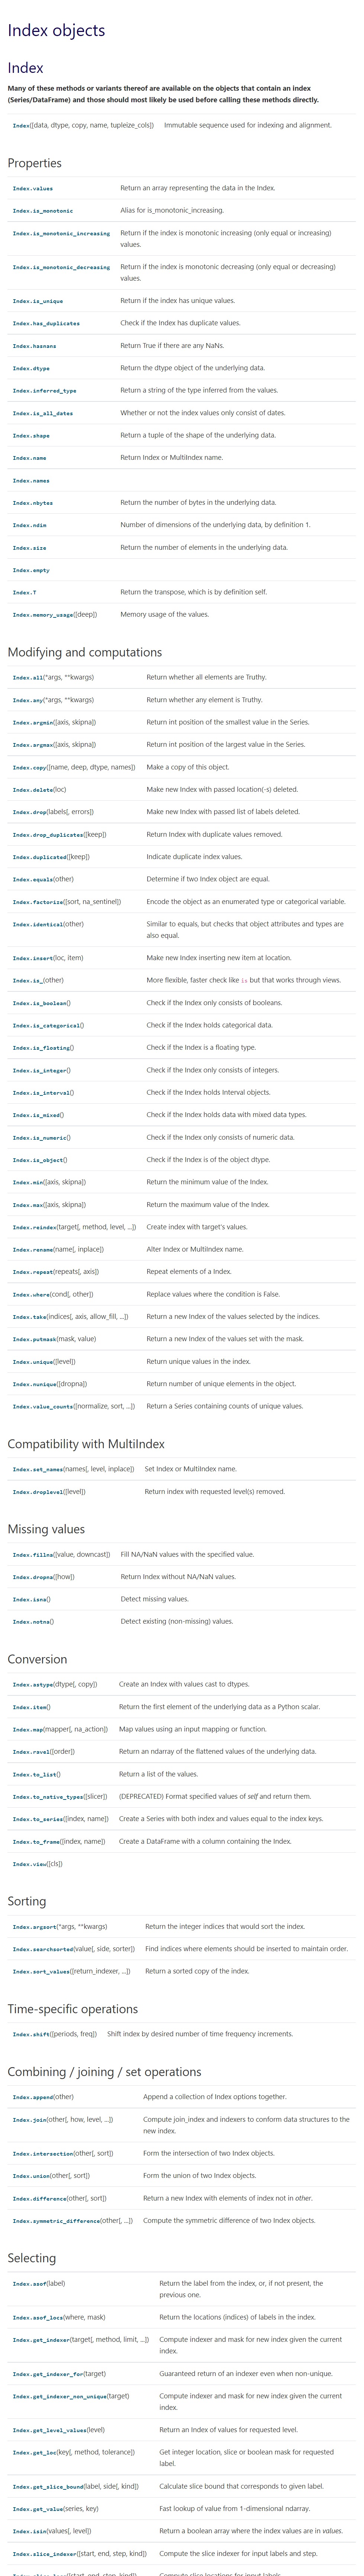 Index objects
Index
Many of these methods or variants thereof are available on the objects that contain an index
(Series/DataFrame) and those should most likely be used before calling these methods directly.
Index([data, dtype, copy, name, tupleize_cols]) Immutable sequence used for indexing and alignment.
Properties
Index.values Return an array representing the data in the Index.
Index.is_monotonic Alias for is_monotonic_increasing.
Index.is_monotonic_increasing Return if the index is monotonic increasing (only equal or increasing)
values.
Index.is_monotonic_decreasing Return if the index is monotonic decreasing (only equal or decreasing)
values.
Index.is_unique Return if the index has unique values.
Index.has_duplicates Check if the Index has duplicate values.
Index.hasnans Return True if there are any NaNs.
Index.dtype Return the dtype object of the underlying data.
Index.inferred_type Return a string of the type inferred from the values.
Index.is_all_dates Whether or not the index values only consist of dates.
Index.shape Return a tuple of the shape of the underlying data.
Index.name Return Index or MultiIndex name.
Index.names
Index.nbytes Return the number of bytes in the underlying data.
Index.ndim Number of dimensions of the underlying data, by definition 1.
Index.size Return the number of elements in the underlying data.
Index.empty
Index.T Return the transpose, which is by definition self.
Index.memory_usage([deep]) Memory usage of the values.
Modifying and computations
Index.all(*args, **kwargs) Return whether all elements are Truthy.
Index.any(*args, **kwargs) Return whether any element is Truthy.
Index.argmin([axis, skipna]) Return int position of the smallest value in the Series.
Index.argmax([axis, skipna]) Return int position of the largest value in the Series.
Index.copy([name, deep, dtype, names]) Make a copy of this object.
Index.delete(loc) Make new Index with passed location(-s) deleted.
Index.drop(labels[, errors]) Make new Index with passed list of labels deleted.
Index.drop_duplicates([keep]) Return Index with duplicate values removed.
Index.duplicated([keep]) Indicate duplicate index values.
Index.equals(other) Determine if two Index object are equal.
Index.factorize([sort, na_sentinel]) Encode the object as an enumerated type or categorical variable.
Index.identical(other) Similar to equals, but checks that object attributes and types are
also equal.
Index.insert(loc, item) Make new Index inserting new item at location.
Index.is_(other) More flexible, faster check like is but that works through views.
Index.is_boolean() Check if the Index only consists of booleans.
Index.is_categorical() Check if the Index holds categorical data.
Index.is_floating() Check if the Index is a floating type.
Index.is_integer() Check if the Index only consists of integers.
Index.is_interval() Check if the Index holds Interval objects.
Index.is_mixed() Check if the Index holds data with mixed data types.
Index.is_numeric() Check if the Index only consists of numeric data.
Index.is_object() Check if the Index is of the object dtype.
Index.min([axis, skipna]) Return the minimum value of the Index.
Index.max([axis, skipna]) Return the maximum value of the Index.
Index.reindex(target[, method, level, ...]) Create index with target's values.
Index.rename(name[, inplace]) Alter Index or MultiIndex name.
Index.repeat(repeats[, axis]) Repeat elements of a Index.
Index.where(cond[, other]) Replace values where the condition is False.
Index.take(indices[, axis, allow_fill, ...]) Return a new Index of the values selected by the indices.
Index.putmask(mask, value) Return a new Index of the values set with the mask.
Index.unique([level]) Return unique values in the index.
Index.nunique([dropna]) Return number of unique elements in the object.
Index.value_counts([normalize, sort, ...]) Return a Series containing counts of unique values.
Compatibility with MultiIndex
Index.set_names(names[, level, inplace]) Set Index or MultiIndex name.
Index.droplevel([level]) Return index with requested level(s) removed.
Missing values
Index.fillna([value, downcast]) Fill NA/NaN values with the specified value.
Index.dropna([how]) Return Index without NA/NaN values.
Index.isna() Detect missing values.
Index.notna() Detect existing (non-missing) values.
Conversion
Index.astype(dtype[, copy]) Create an Index with values cast to dtypes.
Index.item() Return the first element of the underlying data as a Python scalar.
Index.map(mapper[, na_action]) Map values using an input mapping or function.
Index.ravel([order]) Return an ndarray of the flattened values of the underlying data.
Index.to_list() Return a list of the values.
Index.to_native_types([slicer]) (DEPRECATED) Format specified values of self and return them.
Index.to_series([index, name]) Create a Series with both index and values equal to the index keys.
Index.to_frame([index, name]) Create a DataFrame with a column containing the Index.
Index.view([cls])
Sorting
Index.argsort(*args, **kwargs) Return the integer indices that would sort the index.
Index.searchsorted(value[, side, sorter]) Find indices where elements should be inserted to maintain order.
Index.sort_values([return_indexer, ...]) Return a sorted copy of the index.
Time-specific operations
Index.shift([periods, freq]) Shift index by desired number of time frequency increments.
Combining / joining / set operations
Index.append(other) Append a collection of Index options together.
Index.join(other[, how, level, ...]) Compute join_index and indexers to conform data structures to the
new index.
Index.intersection(other[, sort]) Form the intersection of two Index objects.
Index.union(other[, sort]) Form the union of two Index objects.
Index.difference(other[, sort]) Return a new Index with elements of index not in other.
Index.symmetric_difference(other[, ...]) Compute the symmetric difference of two Index objects.
Selecting
Index.asof(label) Return the label from the index, or, if not present, the
previous one.
Index.asof_locs(where, mask) Return the locations (indices) of labels in the index.
Index.get_indexer(target[, method, limit, ...]) Compute indexer and mask for new index given the current
index.
Index.get_indexer_for(target) Guaranteed return of an indexer even when non-unique.
Index.get_indexer_non_unique(target) Compute indexer and mask for new index given the current
index.
Index.get_level_values(level) Return an Index of values for requested level.
Index.get_loc(key[, method, tolerance]) Get integer location, slice or boolean mask for requested
label.
Index.get_slice_bound(label, side[, kind]) Calculate slice bound that corresponds to given label.
Index.get_value(series, key) Fast lookup of value from 1-dimensional ndarray.
Index.isin(values[, level]) Return a boolean array where the index values are in values.
Index.slice_indexer([start, end, step, kind]) Compute the slice indexer for input labels and step.